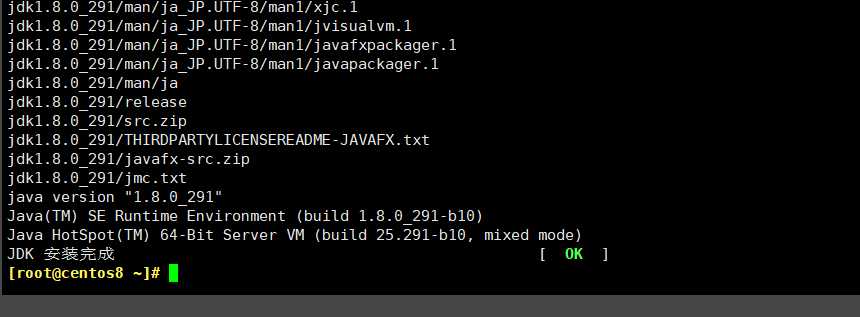 jdk1.8.0_291/man/ja_JP.UTF-8/man1/xjc.1
jdk1.8.0_291/man/ja_JP.UTF-8/man1/jvisualvm.1
jdk1.8.0_291/man/ja_JP.UTF-8/man1/javafxpackager.1
jdk1.8.0_291/man/ja_JP.UTF-8/man1/javapackager.1
jdk1.8.0_291/man/ja
jdk1.8.0_291/release
jdk1.8.0_291/src.zip
jdk1.8.0_291/THIRDPARTYLICENSEREADME-JAVAFX.txt
jdk1.8.0_291/javafx-src.zip
jdk1.8.0_291/jmc.txt
java version "1.8.0_291"
Java(TM) SE Runtime Environment (build 1.8.0_291-b10)
Java HotSpot(TM) 64-Bit Server VM (build 25.291-b10, mixed mode)
JDK 安装完成 [ OK ]
[root@centos8 ~]#